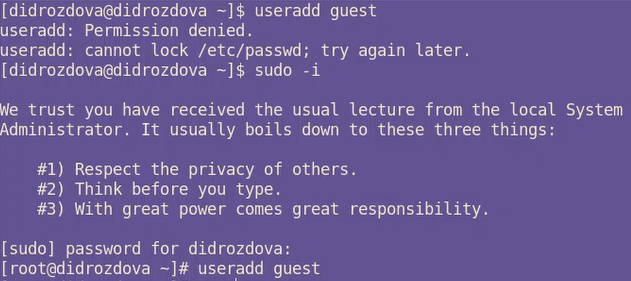 [didrozdova@didrozdova ~]$ useradd guest
useradd: Permission denied.
useradd: cannot lock /etc/passwd; try again later.
[didrozdova@didrozdova ~]$ sudo -i
We trust you have received the usual lecture from the local System
Administrator. It usually boils down to these three things:
#1) Respect the privacy of others.
#2) Think before you type.
#3) With great power comes great responsibility.
[sudo] password for didrozdova:
[root@didrozdova ~]# useradd guest